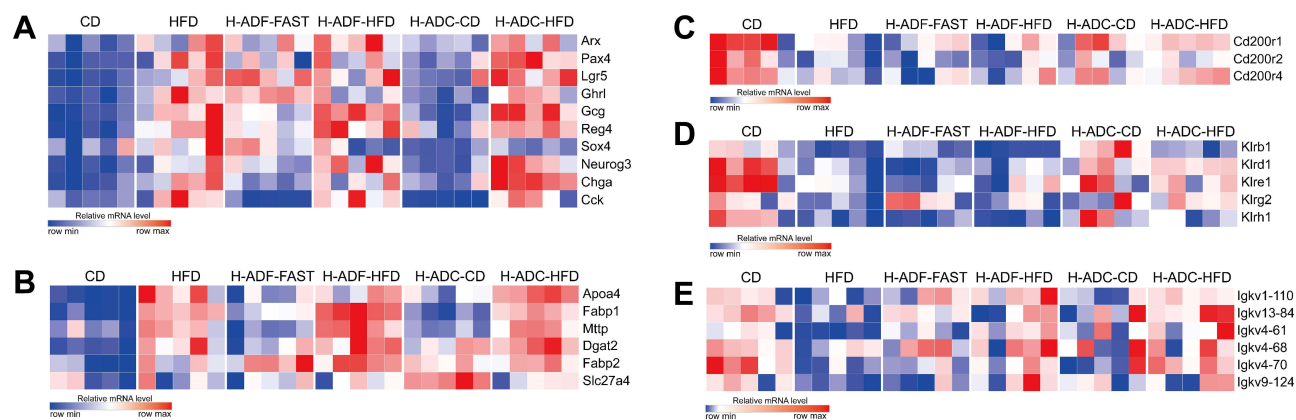 A
CD HFD H-ADF-FAST H-ADF-HFD H-ADC-CD H-ADC-HFD
Arx
Pax4
Lgr5
Ghrl
Gcg
Reg4
Sox4
Neurog3
Chga
Cck
Relative mRNA level
row min row max
B
CD HFD H-ADF-FAST H-ADF-HFD H-ADC-CD H-ADC-HFD
Apoa4
Fabp1
Mttp
Dgat2
Fabp2
Slc27a4
Relative mRNA level
row min row max
C
CD HFD H-ADF-FAST H-ADF-HFD H-ADC-CD H-ADC-HFD
Cd200r1
Cd200r2
Cd200r4
Relative mRNA level
row min row max
D
CD HFD H-ADF-FAST H-ADF-HFD H-ADC-CD H-ADC-HFD
Klrb1
Klrd1
Klre1
Klrg2
Klrh1
Relative mRNA level
row min row max
E
CD HFD H-ADF-FAST H-ADF-HFD H-ADC-CD H-ADC-HFD
Igkv1-110
Igkv13-84
Igkv4-61
Igkv4-68
Igkv4-70
Igkv9-124
Relative mRNA level
row min row max